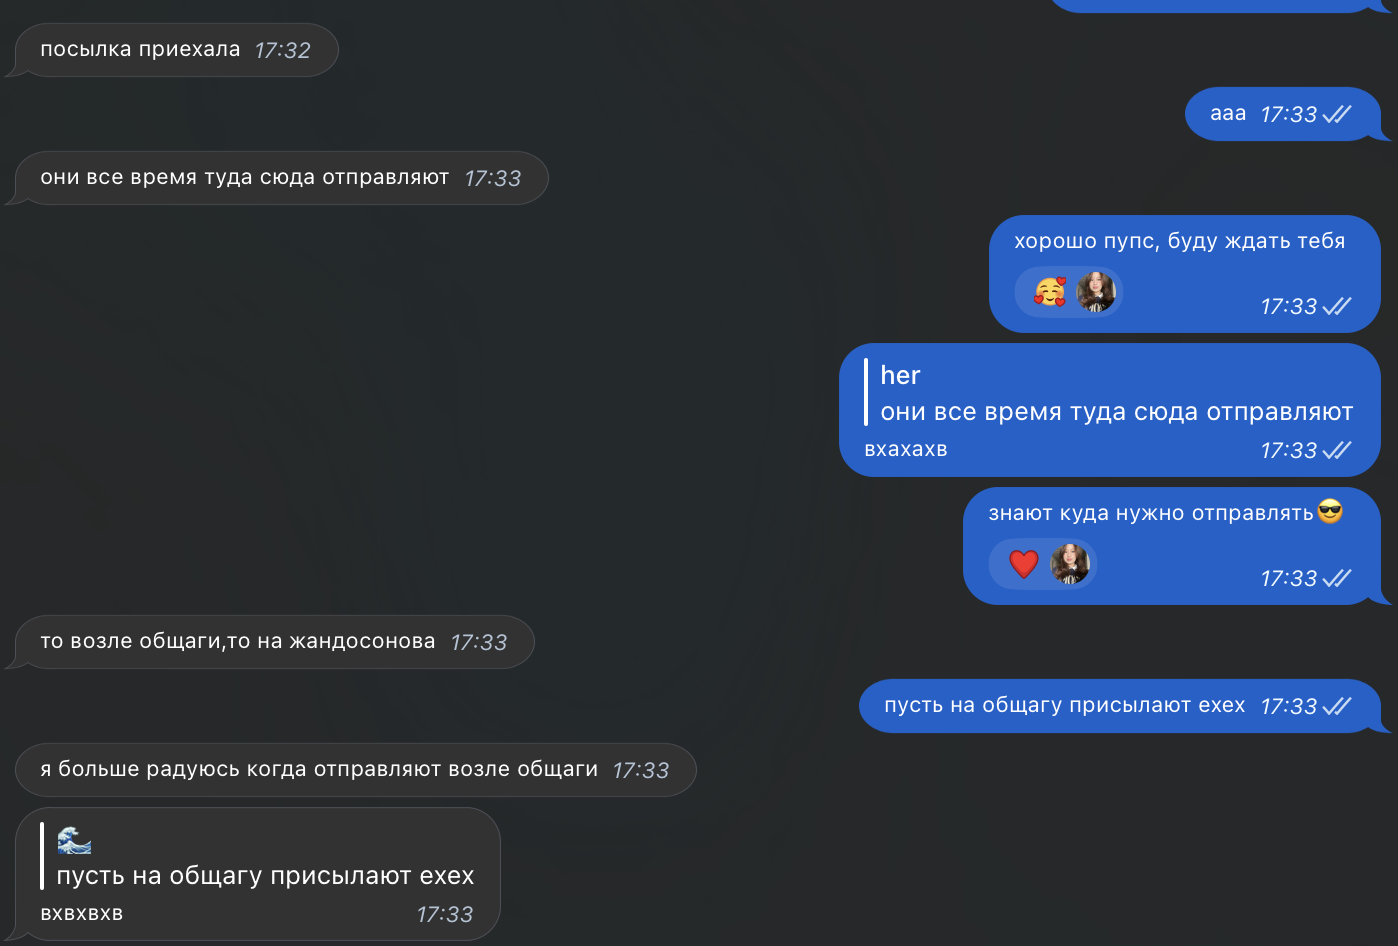 посылка приехала 17:32
ааа 17:33
они все время туда сюда отправляют 17:33
хорошо пупс, буду ждать тебя
🥰
17:33
her
они все время туда сюда отправляют
вхахахв 17:33
знают куда нужно отправлять😎
❤️
17:33
то возле общаги,то на жандосонова 17:33
пусть на общагу присылают ехех 17:33
я больше радуюсь когда отправляют возле общаги 17:33
🌊
пусть на общагу присылают ехех
вхвхвхв 17:33